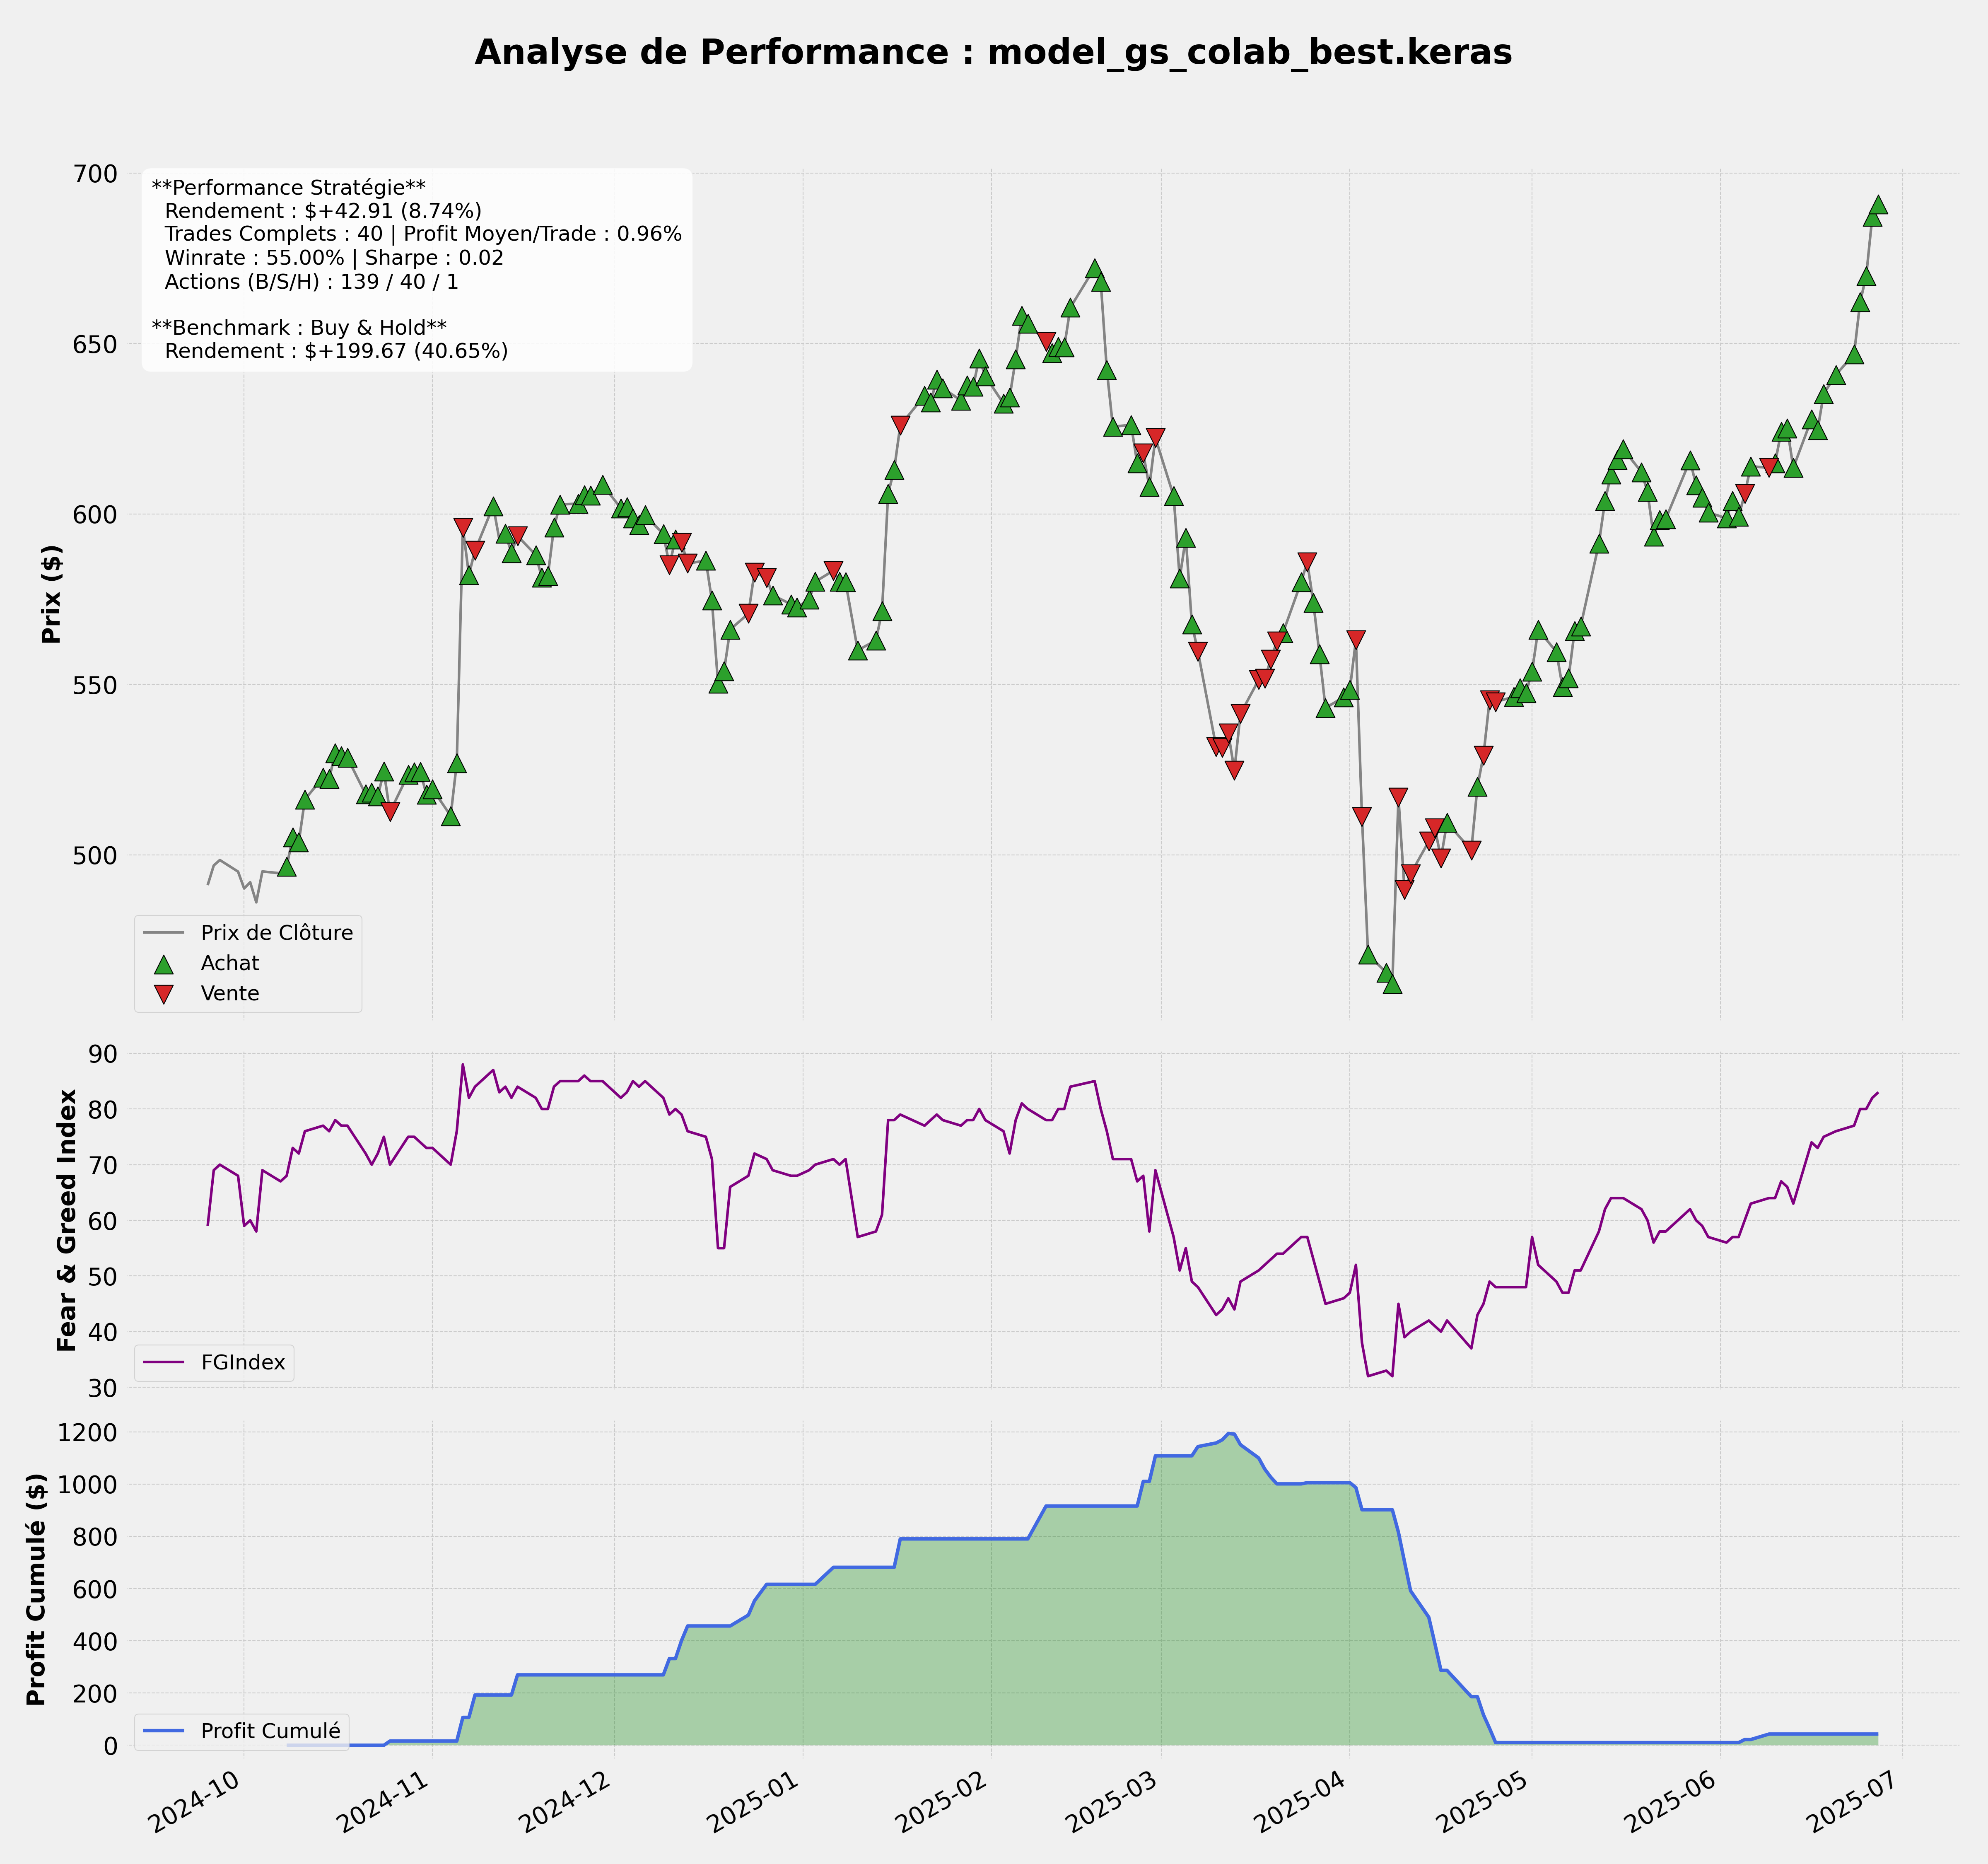 Analyse de Performance : model_gs_colab_best.keras
**Performance Stratégie**
Rendement : $+42.91 (8.74%)
Trades Complets : 40 | Profit Moyen/Trade : 0.96%
Winrate : 55.00% | Sharpe : 0.02
Actions (B/S/H) : 139 / 40 / 1
**Benchmark : Buy & Hold**
Rendement : $+199.67 (40.65%)
Prix ($)
700
650
600
550
500
Prix de Clôture
Achat
Vente
Fear & Greed Index
90
80
70
60
50
40
30
FGIndex
Profit Cumulé ($)
1200
1000
800
600
400
200
0
Profit Cumulé
2024-10
2024-11
2024-12
2025-01
2025-02
2025-03
2025-04
2025-05
2025-06
2025-07